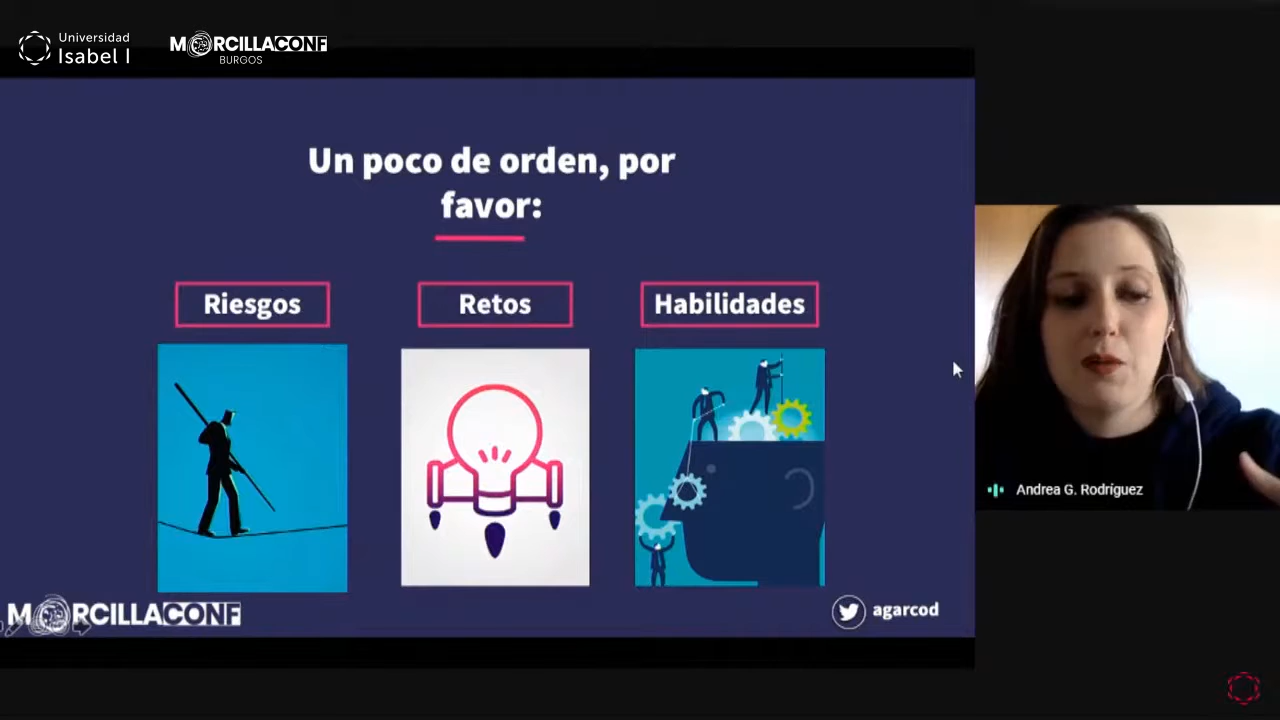 Universidad
Isabel I
MORCILLACONF
BURGOS
Un poco de orden, por
favor:
Riesgos
Retos
Habilidades
Andrea G. Rodríguez
MORCILLACONF
agarcod